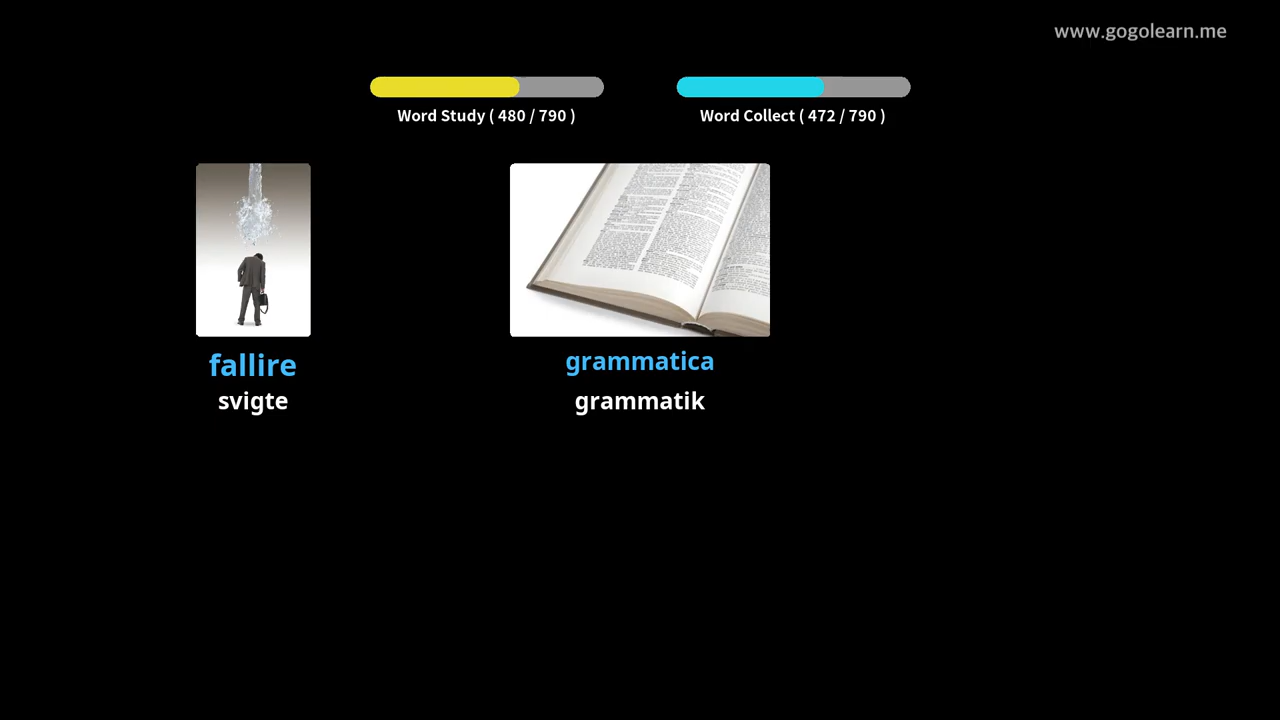 www.gogolearn.me
Word Study ( 480 / 790 )
Word Collect ( 472 / 790 )
fallire
svigte
grammatica
grammatik